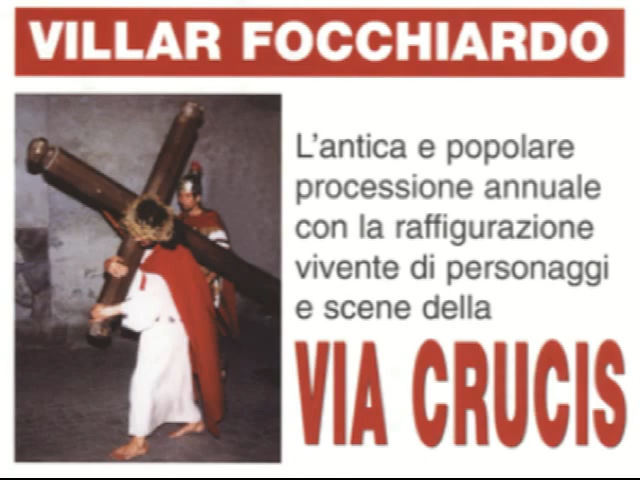 VILLAR FOCCHIARDO
L'antica e popolare
processione annuale
con la raffigurazione
vivente di personaggi
e scene della
VIA CRUCIS